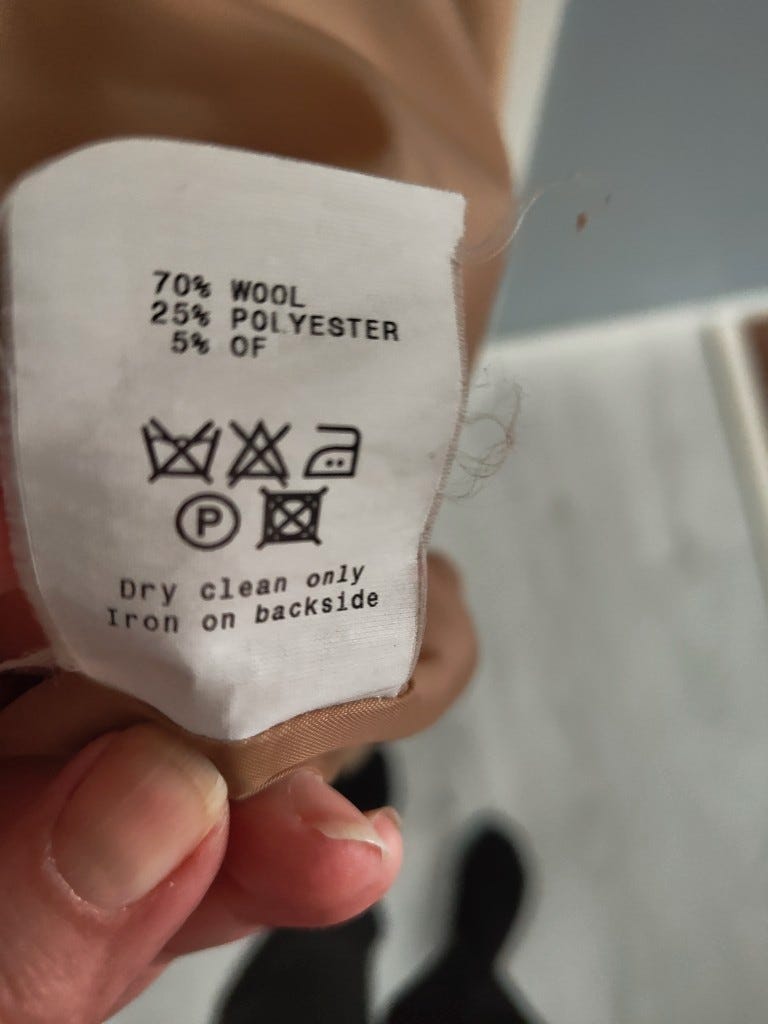 70% WOOL
25% POLYESTER
5% OF
P
Dry clean only
Iron on backside